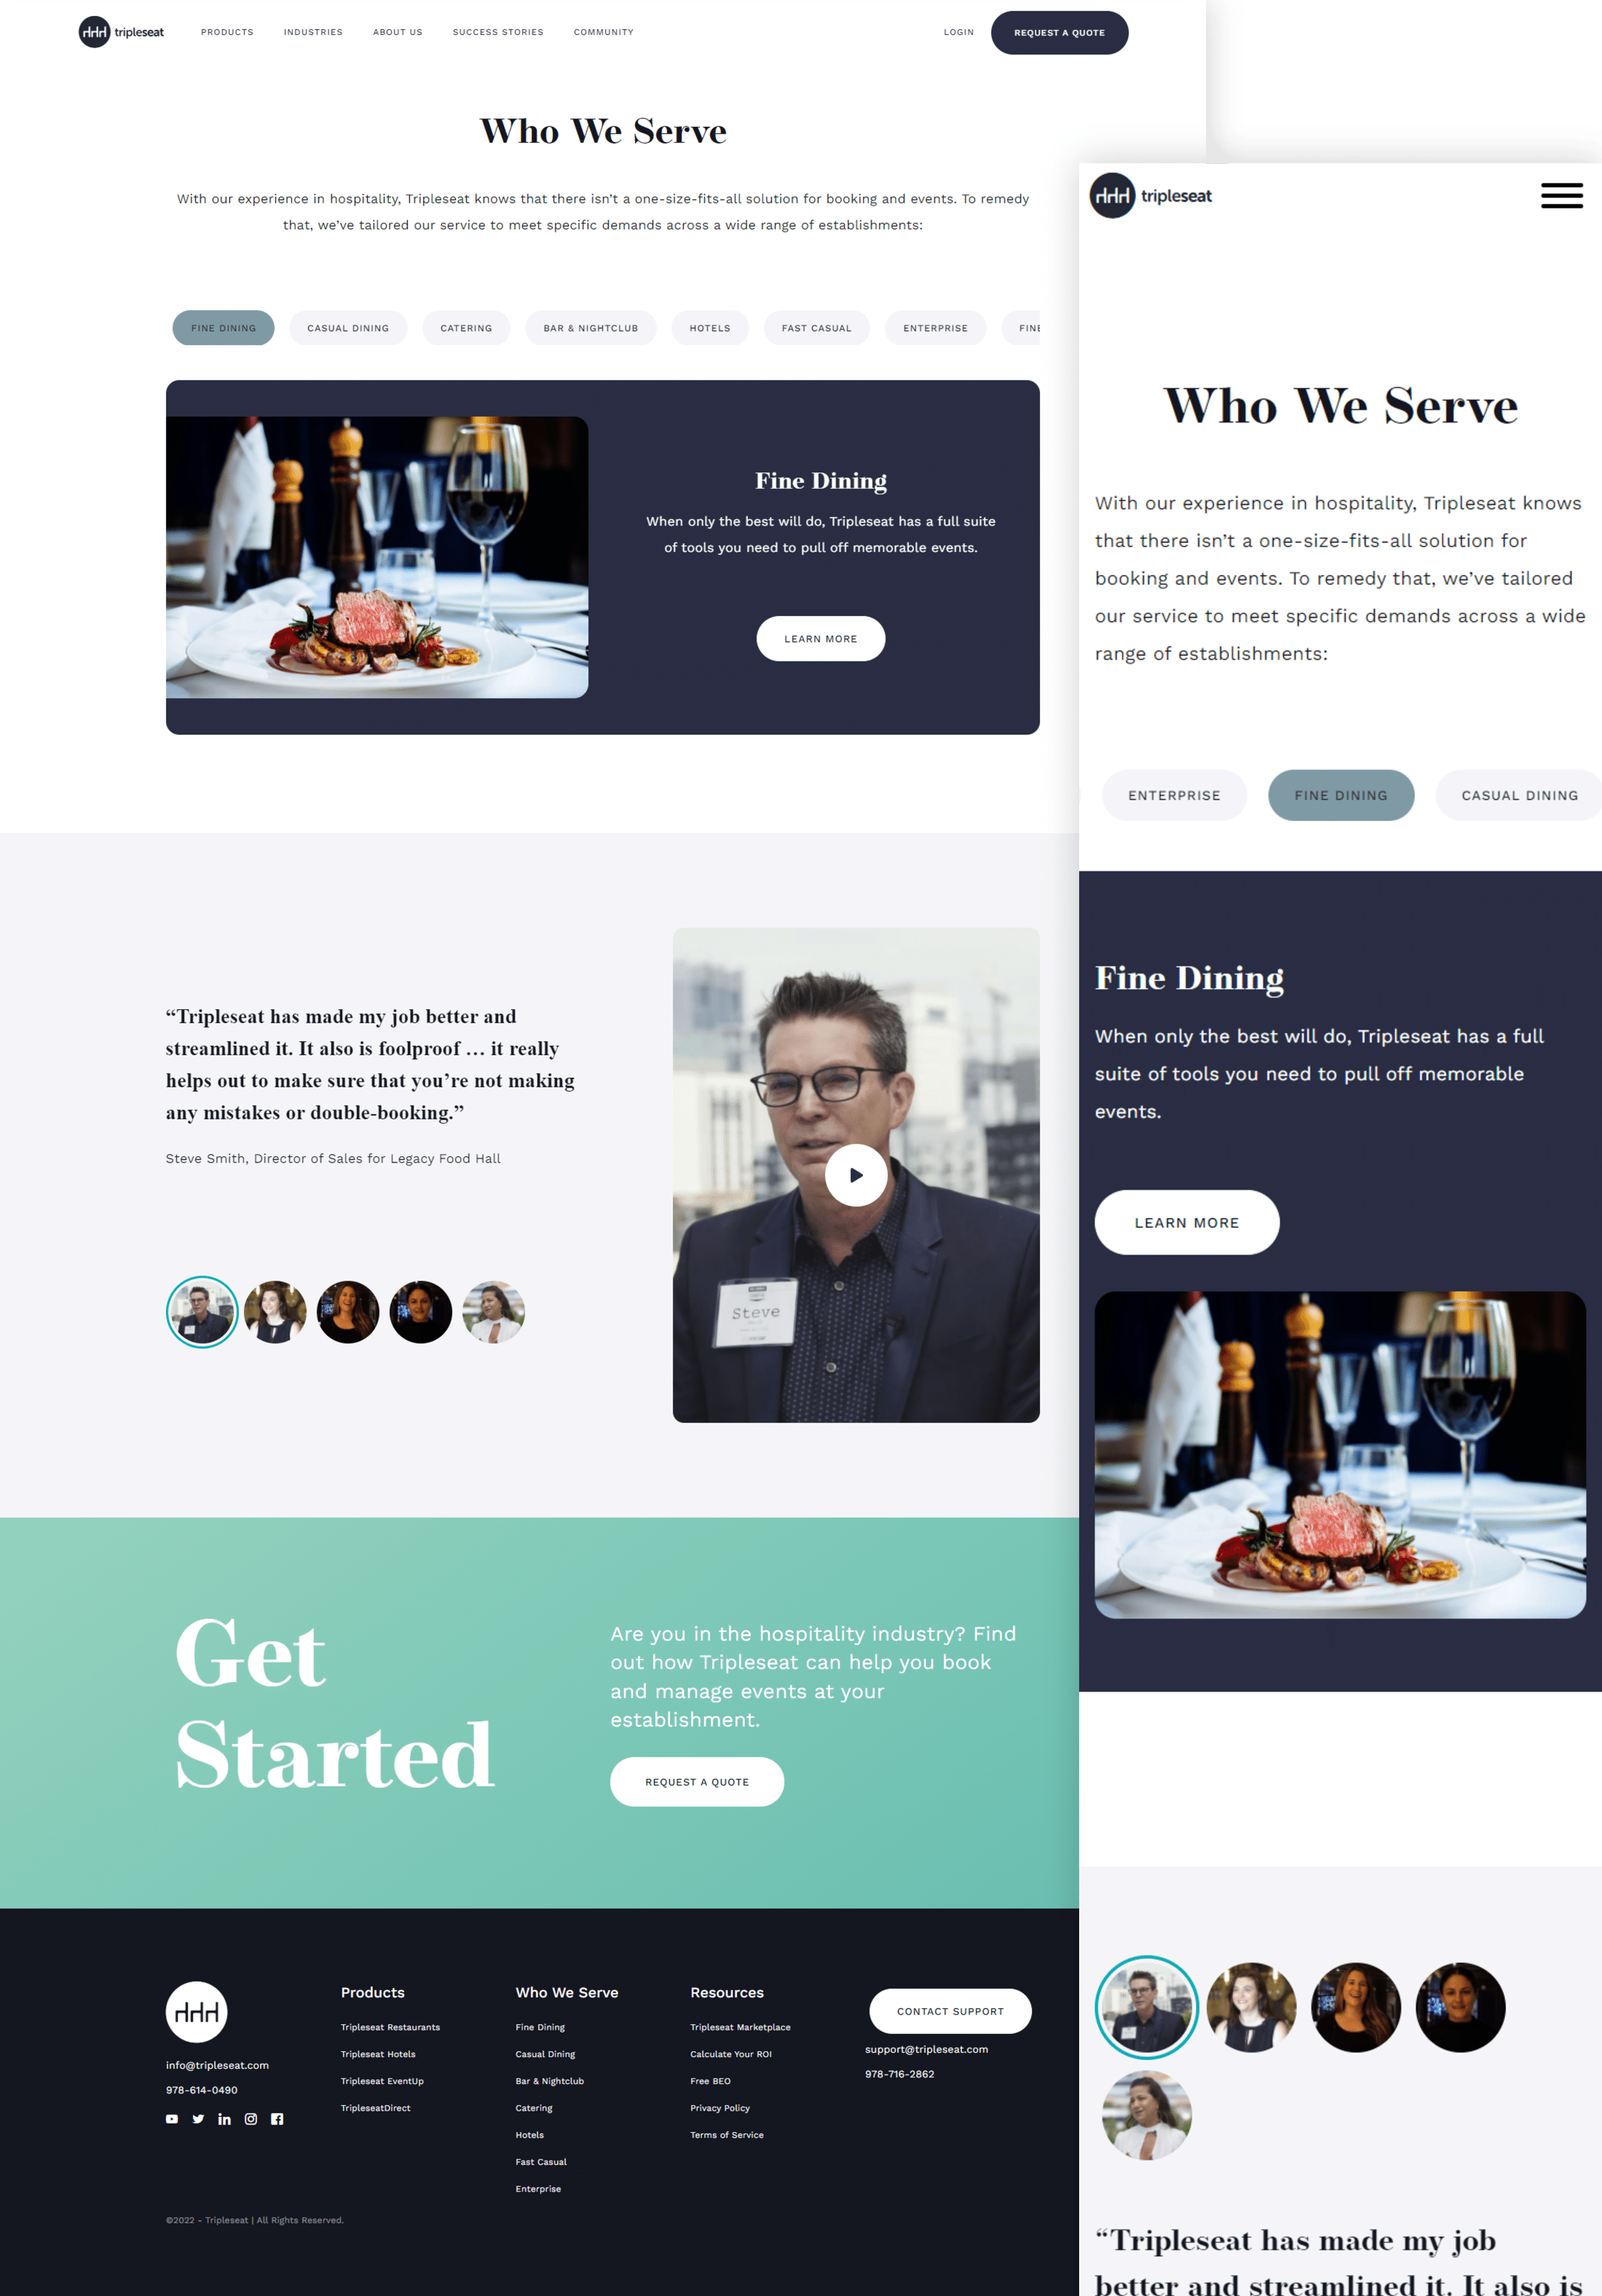 tripleseat
PRODUCTS
INDUSTRIES
ABOUT US
SUCCESS STORIES
COMMUNITY
LOGIN
REQUEST A QUOTE
Who We Serve
With our experience in hospitality, Tripleseat knows that there isn’t a one-size-fits-all solution for booking and events. To remedy
that, we’ve tailored our service to meet specific demands across a wide range of establishments:
FINE DINING
CASUAL DINING
CATERING
BAR & NIGHTCLUB
HOTELS
FAST CASUAL
ENTERPRISE
Fine Dining
When only the best will do, Tripleseat has a full suite
of tools you need to pull off memorable events.
LEARN MORE
“Tripleseat has made my job better and
streamlined it. It also is foolproof … it really
helps out to make sure that you’re not making
any mistakes or double-booking.”
Steve Smith, Director of Sales for Legacy Food Hall
Steve
Get
Started
Are you in the hospitality industry? Find
out how Tripleseat can help you book
and manage events at your
establishment.
REQUEST A QUOTE
info@tripleseat.com
978-614-0490
Products
Tripleseat Restaurants
Tripleseat Hotels
Tripleseat EventUp
TripleseatDirect
Who We Serve
Fine Dining
Casual Dining
Bar & Nightclub
Catering
Hotels
Fast Casual
Enterprise
Resources
Tripleseat Marketplace
Calculate Your ROI
Free BEO
Privacy Policy
Terms of Service
CONTACT SUPPORT
support@tripleseat.com
978-716-2862
©2022 - Tripleseat | All Rights Reserved.
tripleseat
Who We Serve
With our experience in hospitality, Tripleseat knows
that there isn’t a one-size-fits-all solution for
booking and events. To remedy that, we’ve tailored
our service to meet specific demands across a wide
range of establishments:
ENTERPRISE
FINE DINING
CASUAL DINING
Fine Dining
When only the best will do, Tripleseat has a full
suite of tools you need to pull off memorable
events.
LEARN MORE
“Tripleseat has made my job
better and streamlined it. It also is